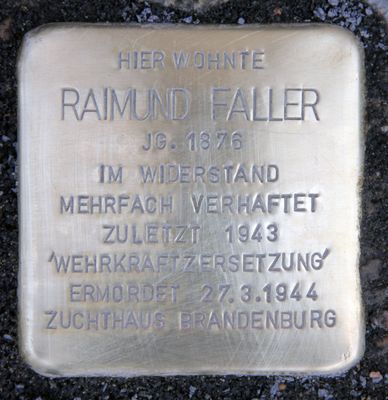 HIER WOHNTE
RAIMUND FALLER
JG. 1876
IM WIDERSTAND
MEHRFACH VERHAFTET
ZULETZT 1943
'WEHRKRAFTZERSETZUNG'
ERMORDET 27.3.1944
ZUCHTHAUS BRANDENBURG